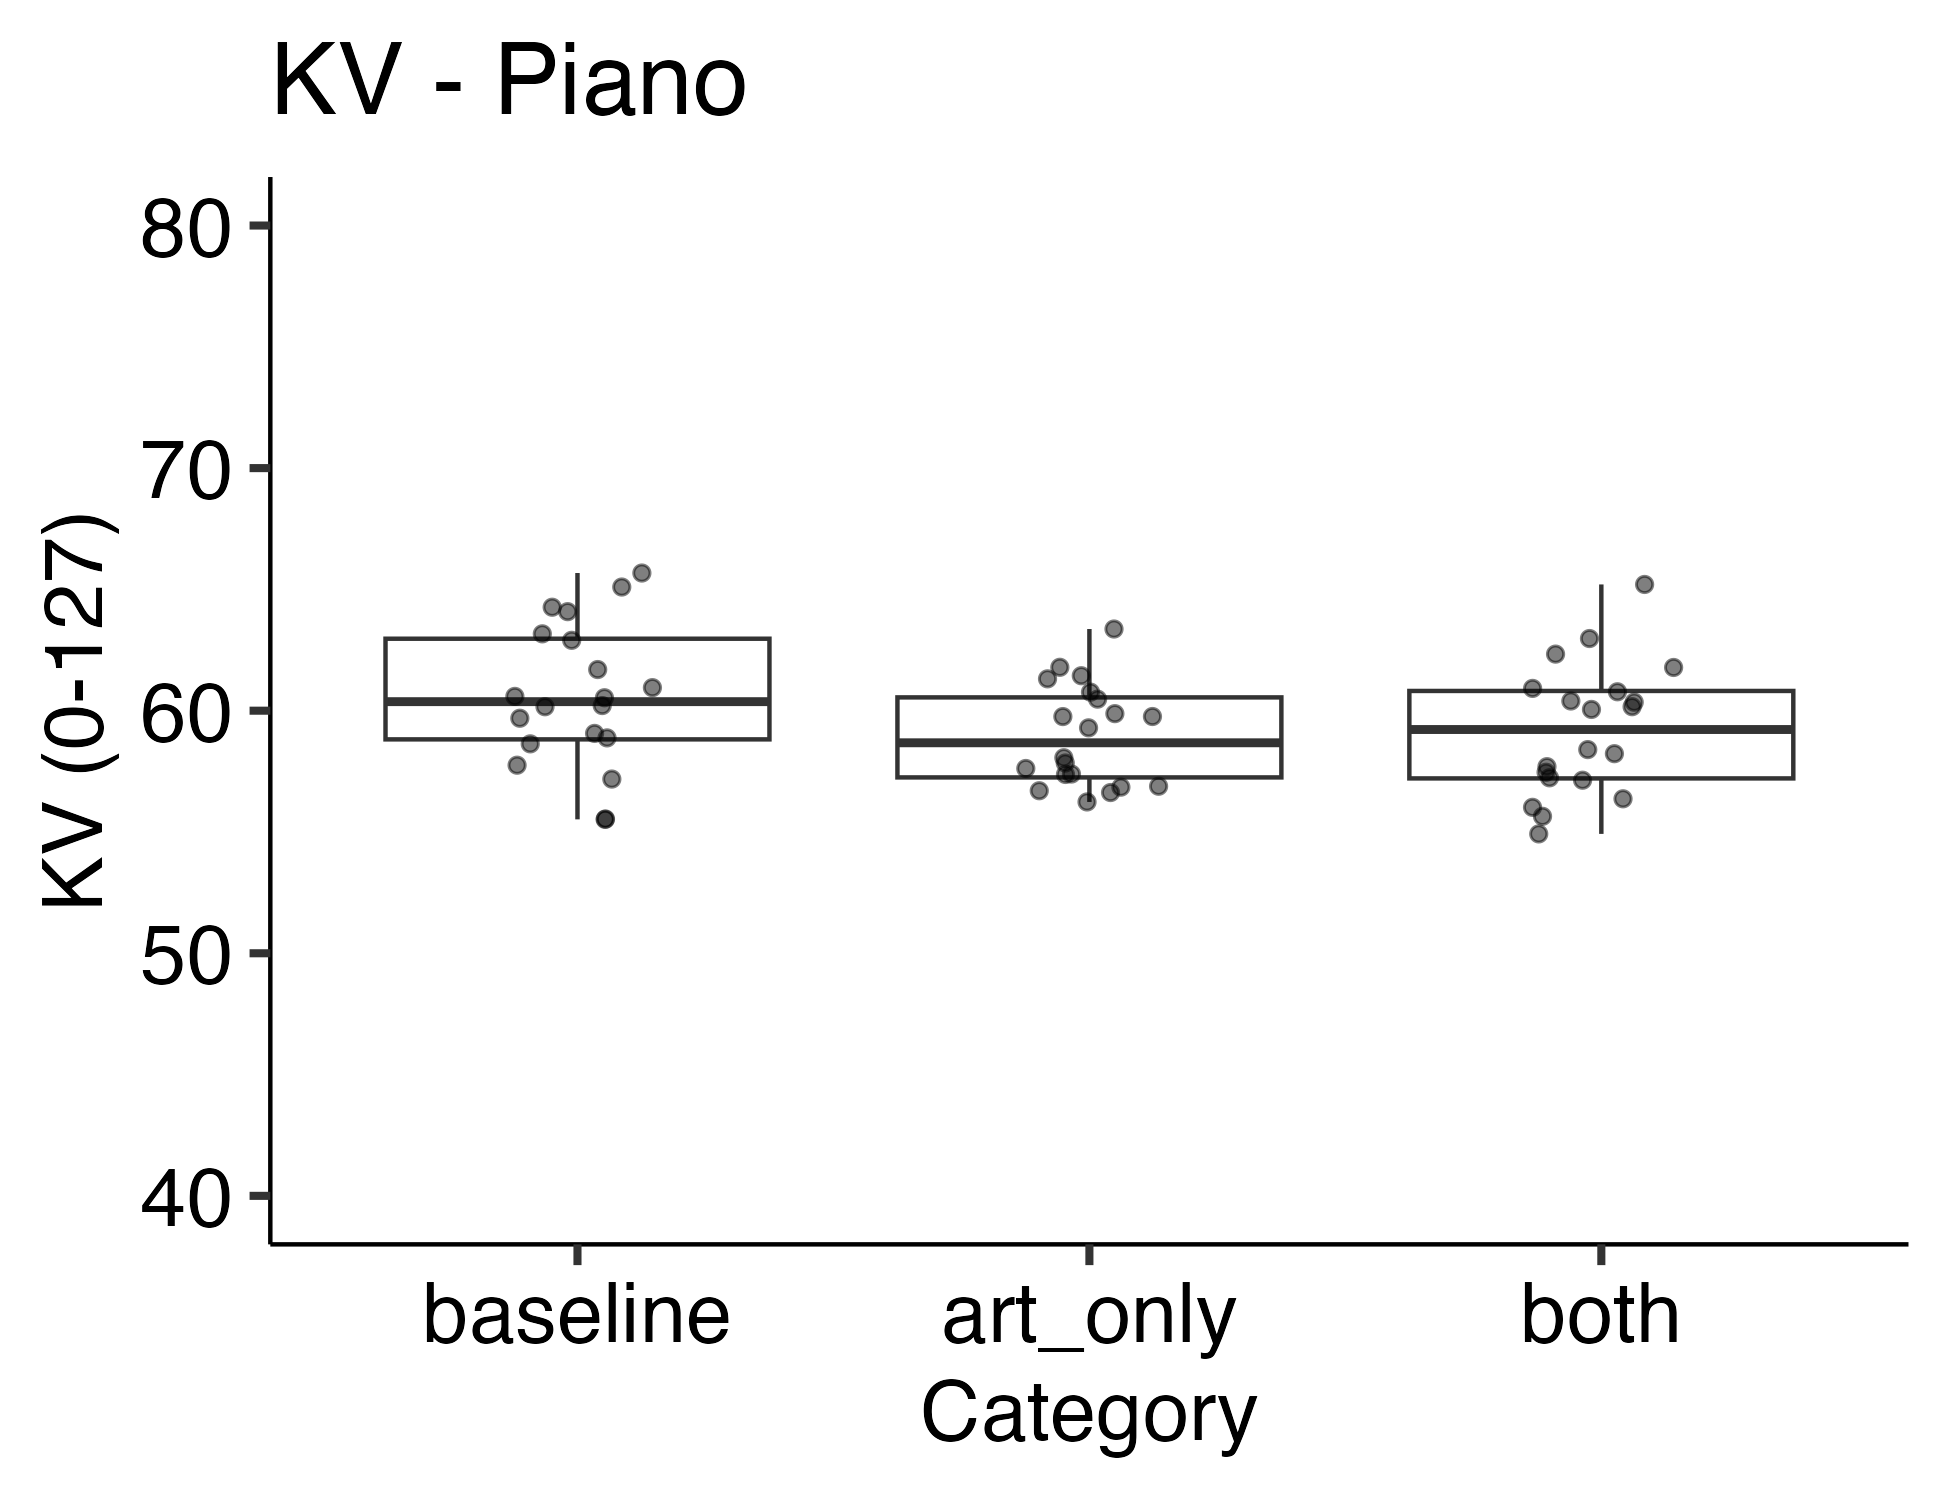 KV - Piano
80
70
60
50
40
KV (0-127)
baseline art_only both
Category